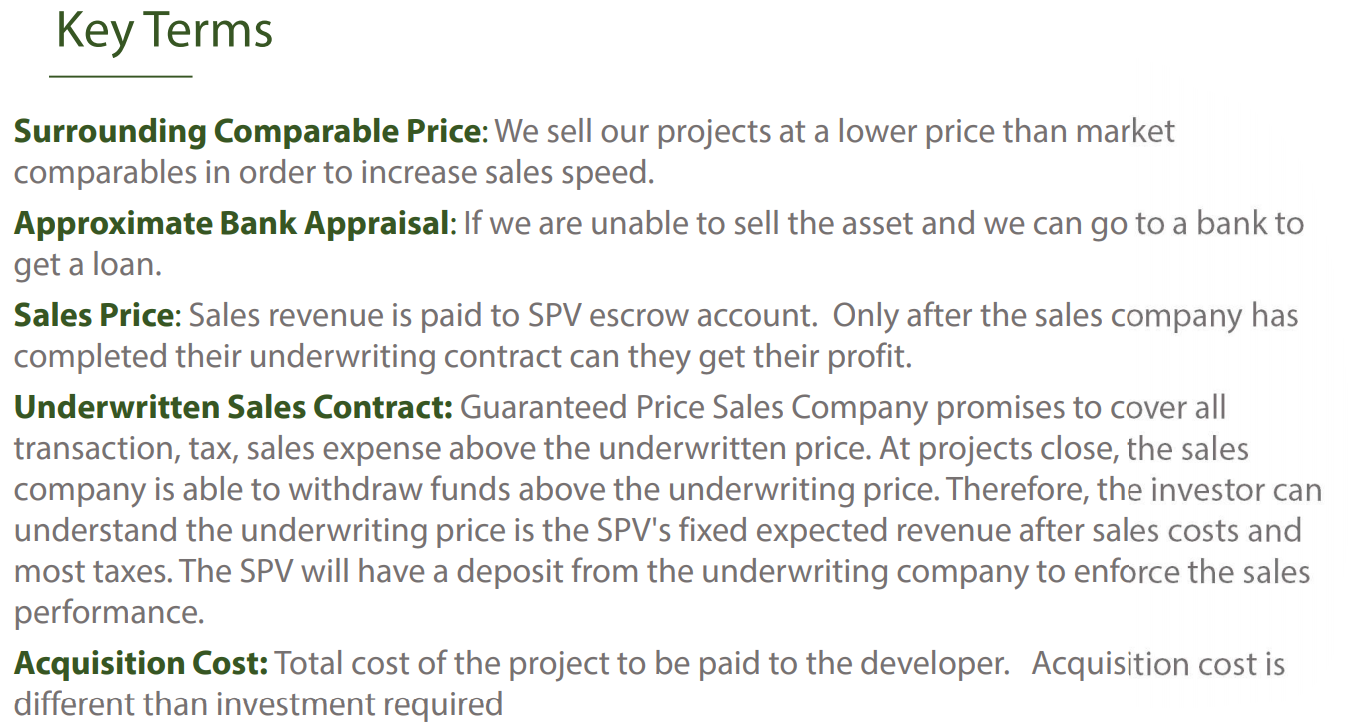 Key Terms
Surrounding Comparable Price: We sell our projects at a lower price than market
comparables in order to increase sales speed.
Approximate Bank Appraisal: If we are unable to sell the asset and we can go to a bank to
get a loan.
Sales Price: Sales revenue is paid to SPV escrow account.  Only after the sales company has
completed their underwriting contract can they get their profit.
Underwritten Sales Contract: Guaranteed Price Sales Company promises to cover all
transaction, tax, sales expense above the underwritten price. At projects close, the sales
company is able to withdraw funds above the underwriting price. Therefore, the investor can
understand the underwriting price is the SPV's fixed expected revenue after sales costs and
most taxes. The SPV will have a deposit from the underwriting company to enforce the sales
performance.
Acquisition Cost: Total cost of the project to be paid to the developer.   Acquisition cost is
different than investment required